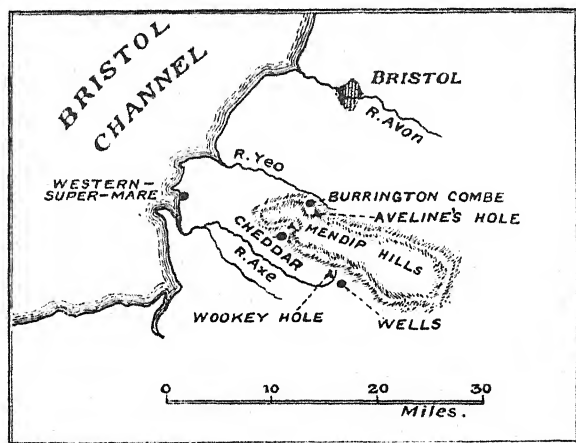 BRISTOL
CHANNEL
BRISTOL
R. Avon
R. Yeo
WESTERN-
SUPER-MARE
BURRINGTON COMBE
AVELINE'S HOLE
MENDIP HILLS
CHEDDAR
R. Axe
WOOKEY HOLE
WELLS
0 10 20 30
Miles.